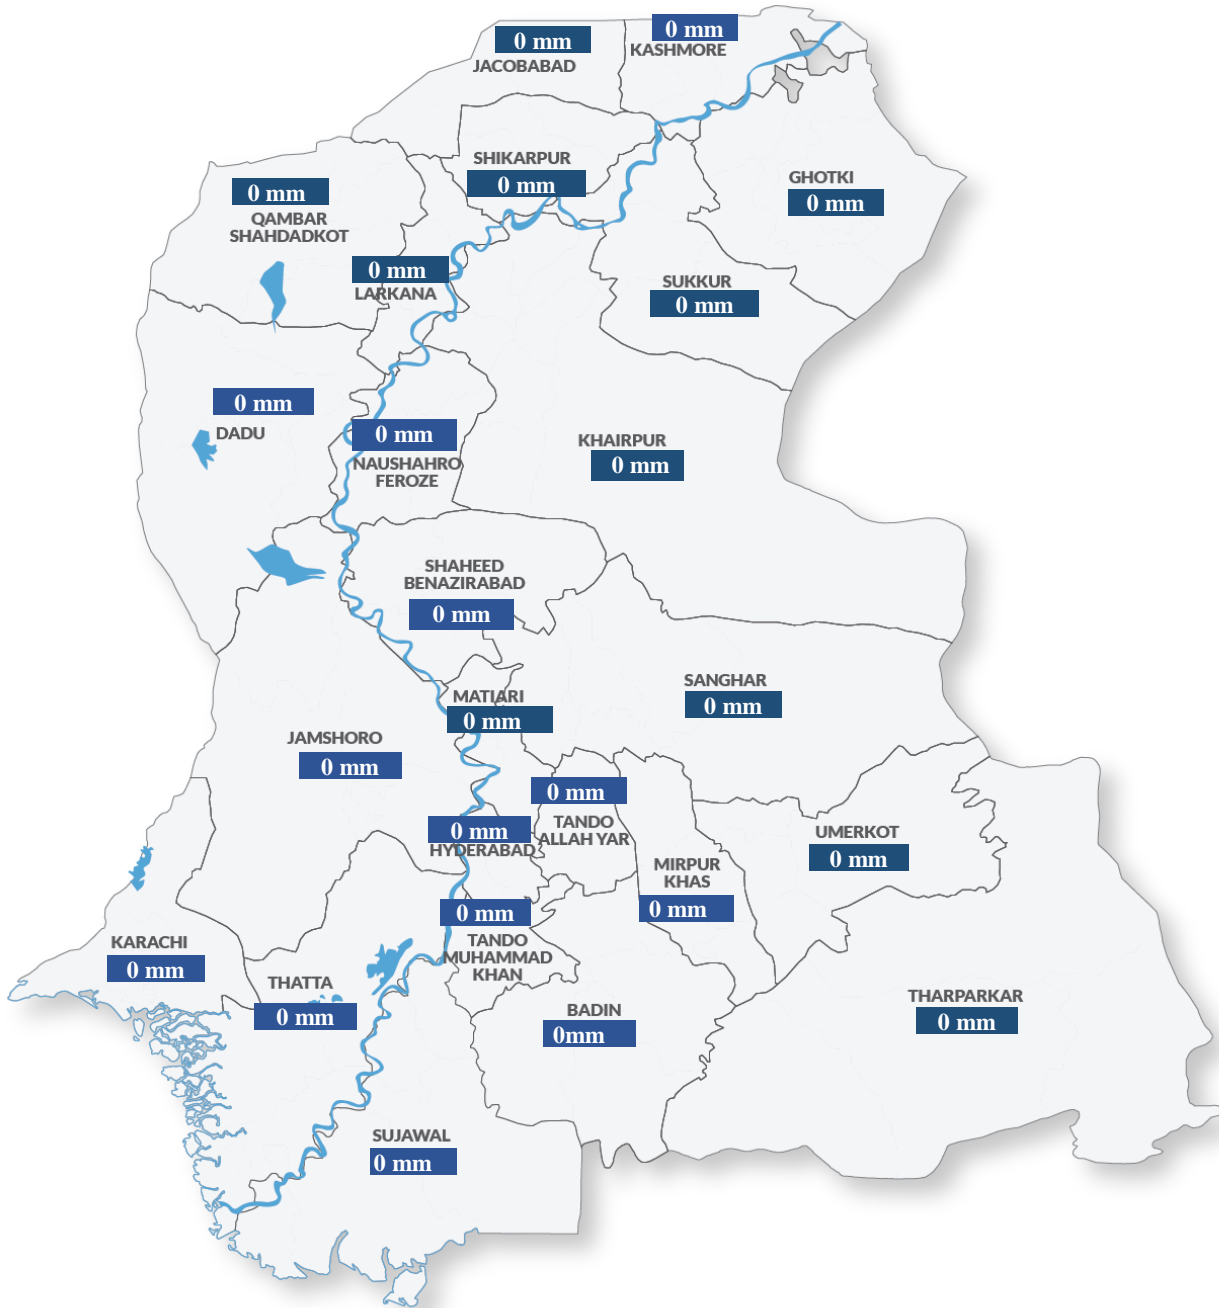 0 mm
KASHMORE
0 mm
JACOBABAD
SHIKARPUR
0 mm
GHOTKI
0 mm
0 mm
QAMBAR
SHAHDADKOT
0 mm
LARKANA
SUKKUR
0 mm
0 mm
DADU
0 mm
NAUSHAHRO
FEROZE
KHAIRPUR
0 mm
SHAHEED
BENAZIRABAD
0 mm
SANGHAR
0 mm
MATIARI
0 mm
JAMSHORO
0 mm
0 mm
TANDO
ALLAH YAR
0 mm
HYDERABAD
UMERKOT
0 mm
MIRPUR
KHAS
0 mm
0 mm
TANDO
MUHAMMAD
KHAN
KARACHI
0 mm
THATTA
0 mm
BADIN
0mm
THARPARKAR
0 mm
SUJAWAL
0 mm